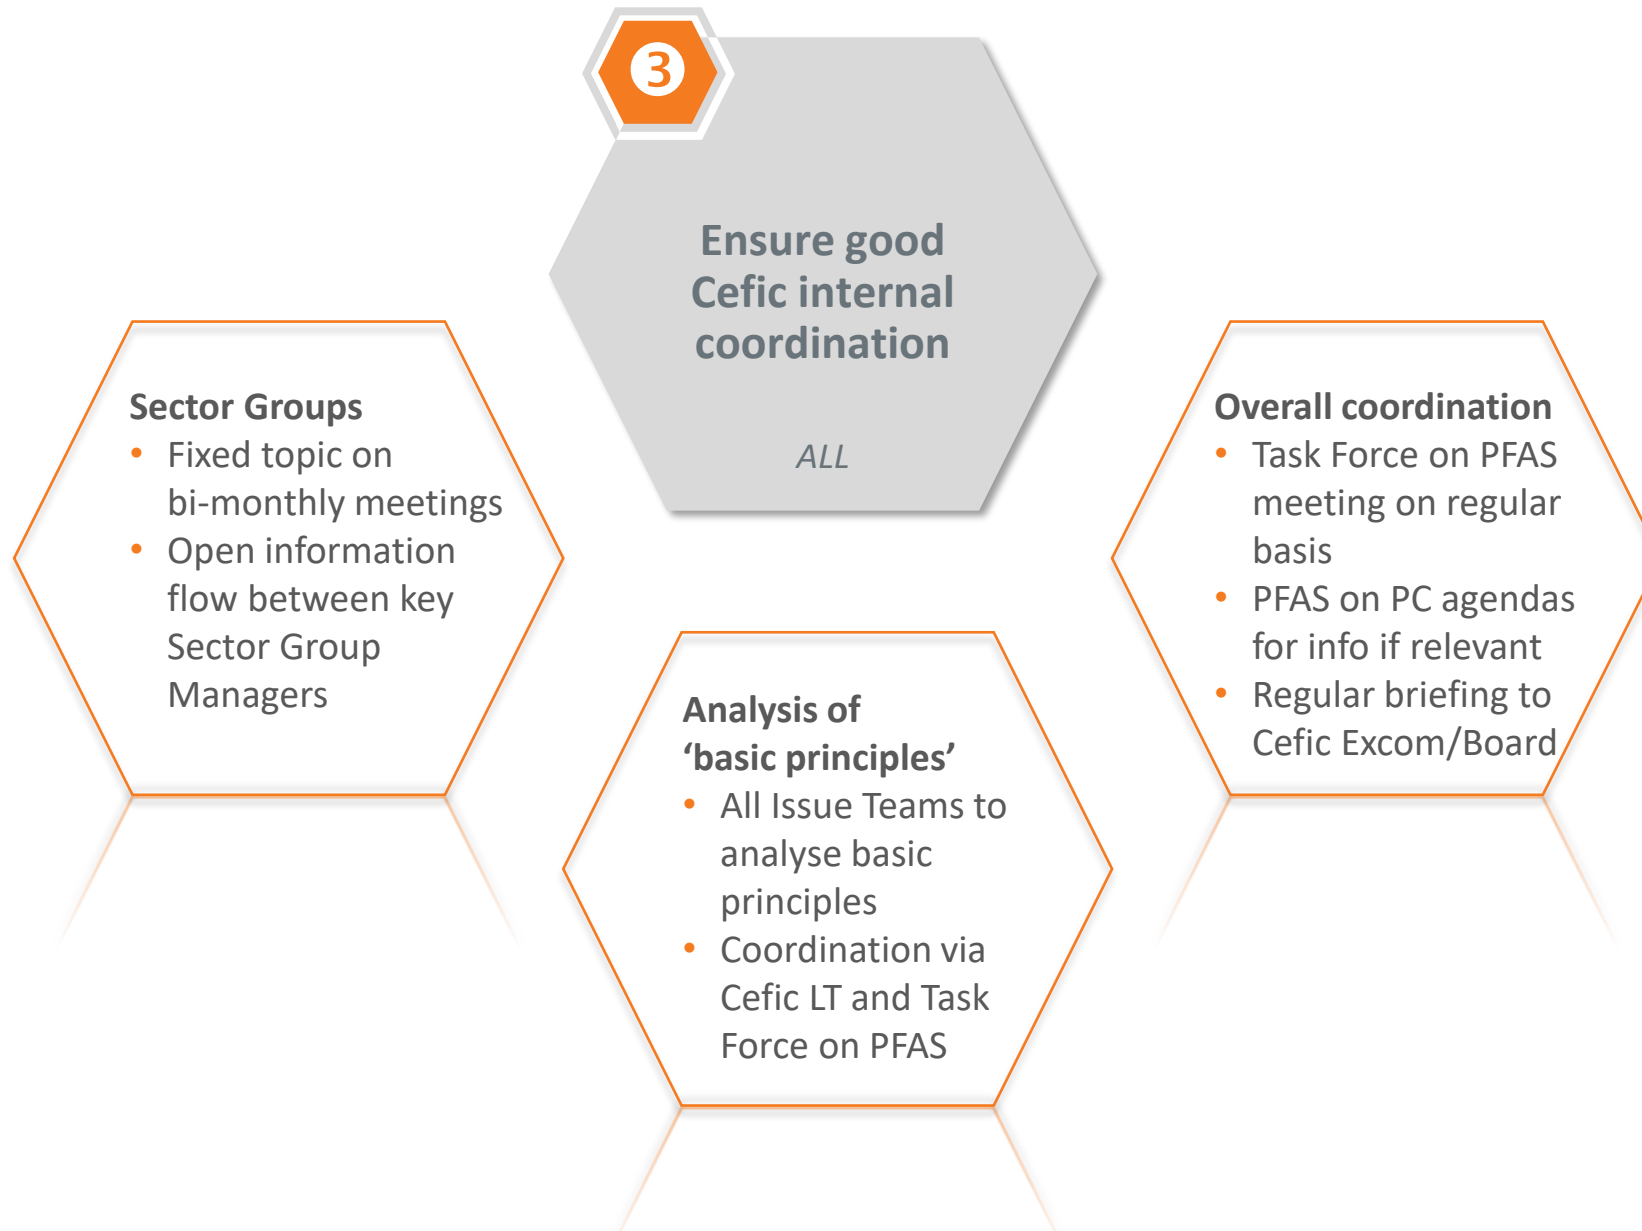 3
Ensure good
Cefic internal
coordination
ALL
Sector Groups
• Fixed topic on
bi-monthly meetings
• Open information
flow between key
Sector Group
Managers
Analysis of
‘basic principles’
• All Issue Teams to
analyse basic
principles
• Coordination via
Cefic LT and Task
Force on PFAS
Overall coordination
• Task Force on PFAS
meeting on regular
basis
• PFAS on PC agendas
for info if relevant
• Regular briefing to
Cefic Excom/Board